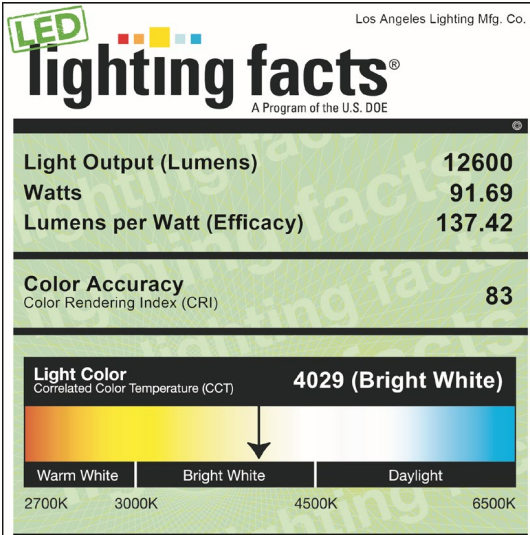 Los Angeles Lighting Mfg. Co.
LED
lighting facts®
A Program of the U.S. DOE
©
Light Output (Lumens) 12600
Watts 91.69
Lumens per Watt (Efficacy) 137.42
Color Accuracy
Color Rendering Index (CRI) 83
Light Color
Correlated Color Temperature (CCT) 4029 (Bright White)
Warm White Bright White Daylight
2700K 3000K 4500K 6500K